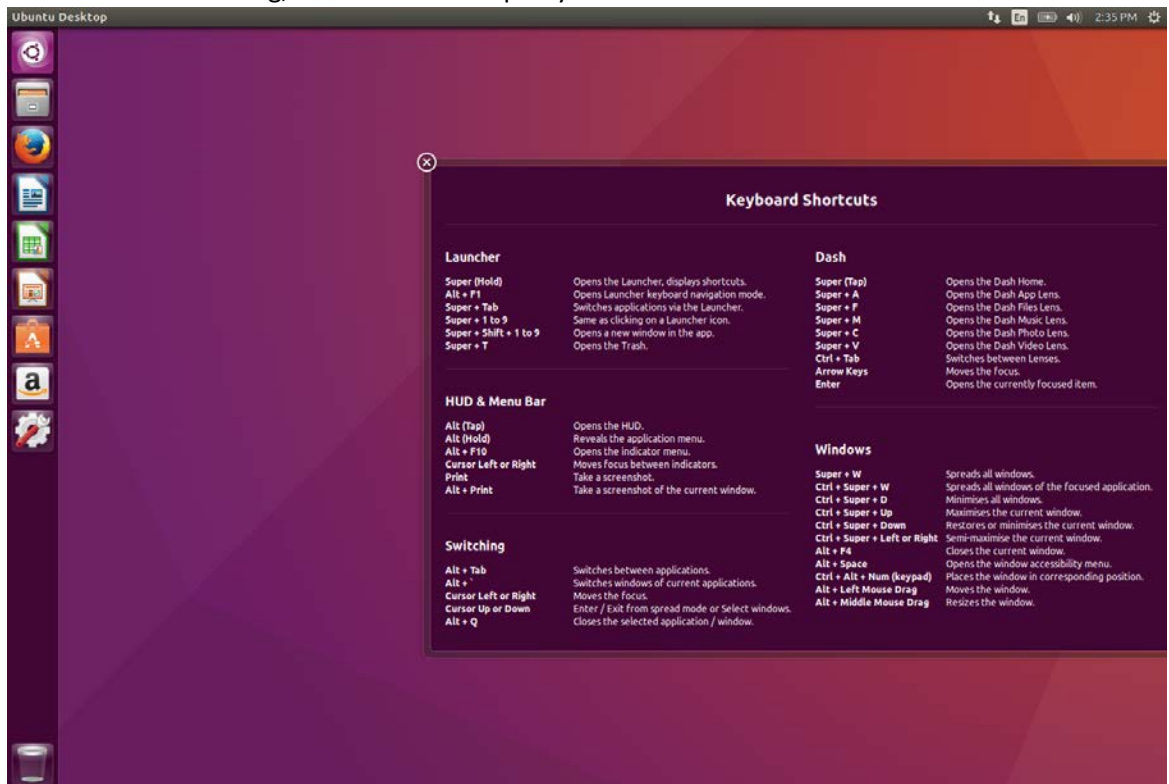 Ubuntu Desktop
En
2:35 PM
Keyboard Shortcuts
Launcher
Super (Hold) Opens the Launcher, displays shortcuts.
Alt + F1 Opens Launcher keyboard navigation mode.
Super + Tab Switches applications via the Launcher.
Super + 1 to 9 Same as clicking on a Launcher icon.
Super + Shift + 1 to 9 Opens a new window in the app.
Super + T Opens the Trash.
HUD & Menu Bar
Alt (Tap) Opens the HUD.
Alt (Hold) Reveals the application menu.
Alt + F10 Opens the indicator menu.
Cursor Left or Right Moves focus between indicators.
Print Take a screenshot.
Alt + Print Take a screenshot of the current window.
Switching
Alt + Tab Switches between applications.
Alt + ` Switches windows of current applications.
Cursor Left or Right Moves the focus.
Cursor Up or Down Enter / Exit from spread mode or Select windows.
Alt + Q Closes the selected application / window.
Dash
Super (Tap) Opens the Dash Home.
Super + A Opens the Dash App Lens.
Super + F Opens the Dash Files Lens.
Super + M Opens the Dash Music Lens.
Super + C Opens the Dash Photo Lens.
Super + V Opens the Dash Video Lens.
Ctrl + Tab Switches between Lenses.
Arrow Keys Moves the focus.
Enter Opens the currently focused item.
Windows
Super + W Spreads all windows.
Ctrl + Super + W Spreads all windows of the focused application.
Ctrl + Super + D Minimises all windows.
Ctrl + Super + Up Maximises the current window.
Ctrl + Super + Down Restores or minimises the current window.
Ctrl + Super + Left or Right Semi-maximise the current window.
Alt + F4 Closes the current window.
Alt + Space Opens the window accessibility menu.
Ctrl + Alt + Num (keypad) Places the window in corresponding position.
Alt + Left Mouse Drag Moves the window.
Alt + Middle Mouse Drag Resizes the window.
a